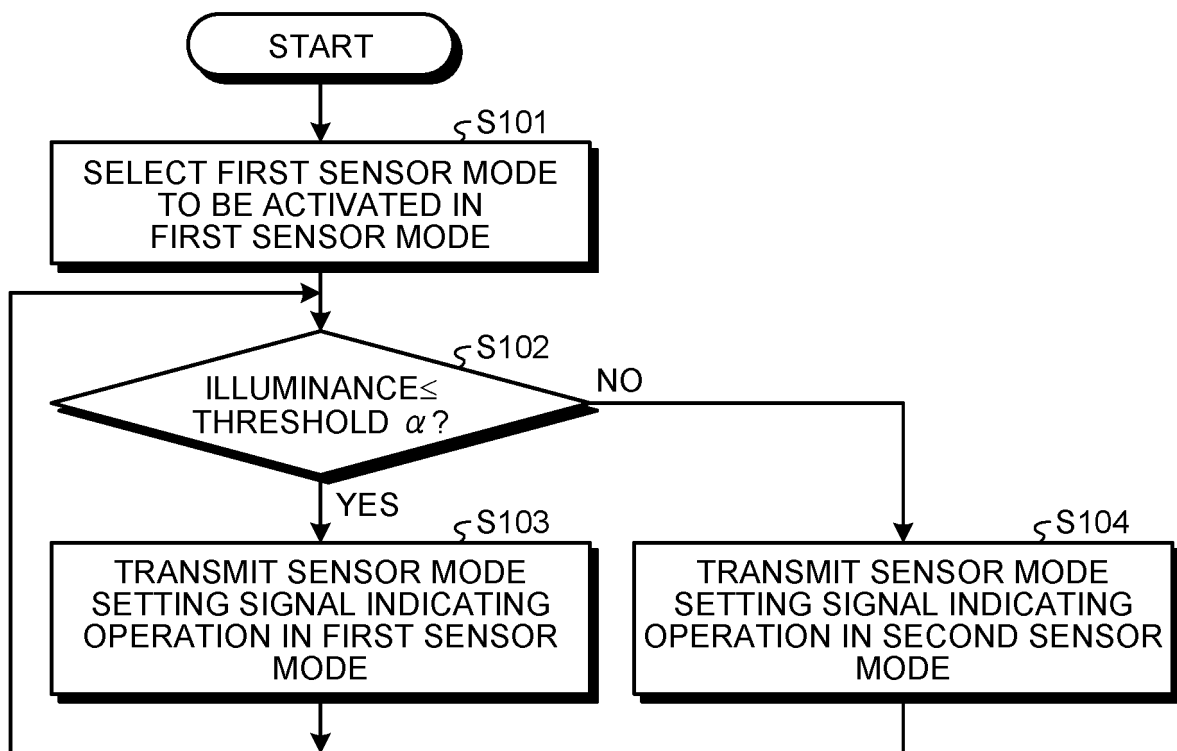 START
S101
SELECT FIRST SENSOR MODE
TO BE ACTIVATED IN
FIRST SENSOR MODE
S102
ILLUMINANCE≤
THRESHOLD α?
NO
YES
S103
TRANSMIT SENSOR MODE
SETTING SIGNAL INDICATING
OPERATION IN FIRST SENSOR
MODE
S104
TRANSMIT SENSOR MODE
SETTING SIGNAL INDICATING
OPERATION IN SECOND SENSOR
MODE